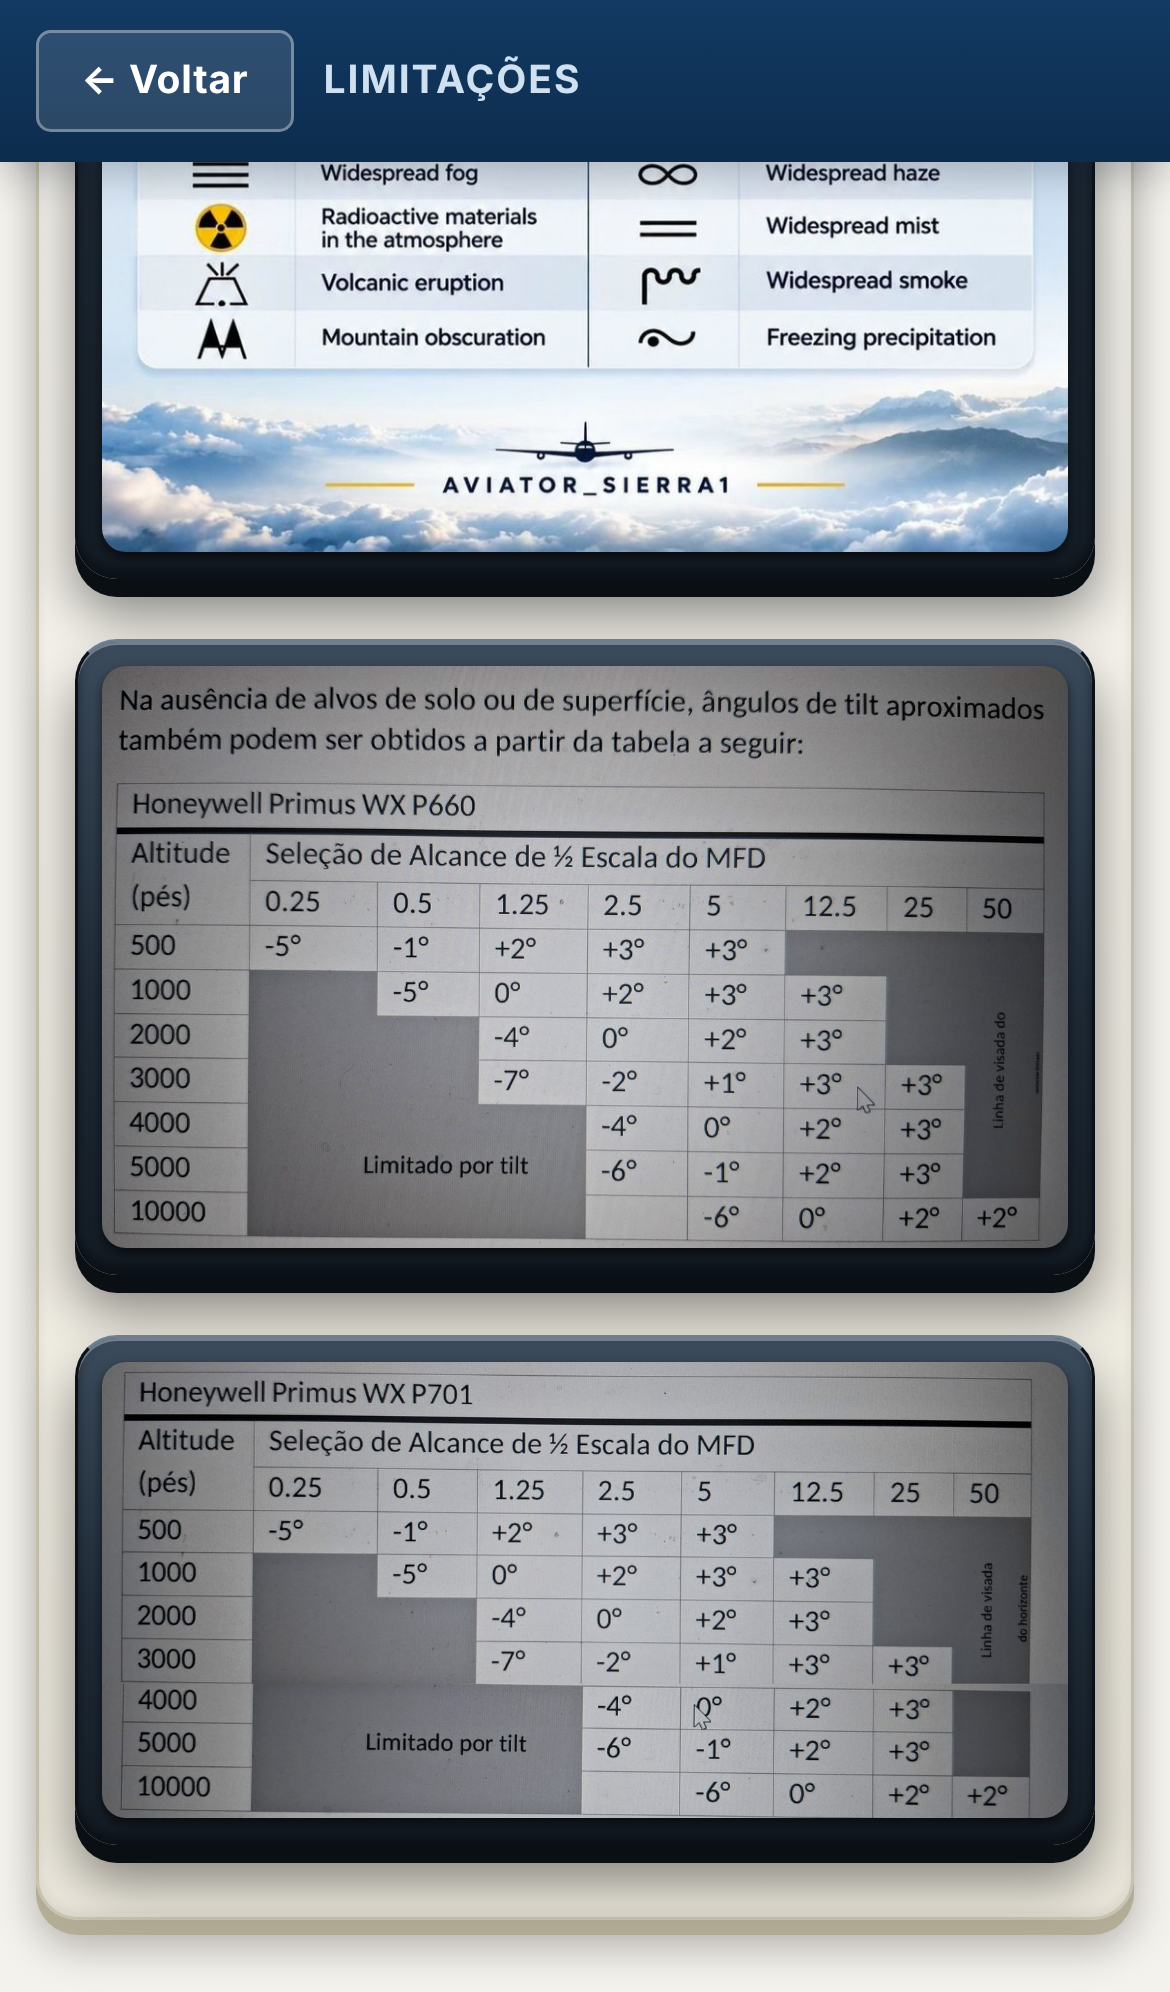 ← Voltar LIMITAÇÕES
Widespread fog Widespread haze
Radioactive materials
in the atmosphere Widespread mist
Volcanic eruption Widespread smoke
Mountain obscuration Freezing precipitation
AVIATOR_SIERRA1
Na ausência de alvos de solo ou de superfície, ângulos de tilt aproximados
também podem ser obtidos a partir da tabela a seguir:
Honeywell Primus WX P660
Altitude Seleção de Alcance de ½ Escala do MFD
(pés) 0.25 0.5 1.25 2.5 5 12.5 25 50
500 -5° -1° +2° +3° +3°
1000 -5° 0° +2° +3° +3°
2000 -4° 0° +2° +3°
3000 -7° -2° +1° +3° +3°
4000 -4° 0° +2° +3°
5000 -6° -1° +2° +3°
10000 -6° 0° +2° +2°
Limitado por tilt
Linha de visada do
Honeywell Primus WX P701
Altitude Seleção de Alcance de ½ Escala do MFD
(pés) 0.25 0.5 1.25 2.5 5 12.5 25 50
500 -5° -1° +2° +3° +3°
1000 -5° 0° +2° +3° +3°
2000 -4° 0° +2° +3°
3000 -7° -2° +1° +3° +3°
4000 -4° 0° +2° +3°
5000 -6° -1° +2° +3°
10000 -6° 0° +2° +2°
Limitado por tilt
Linha de visada
do horizonte